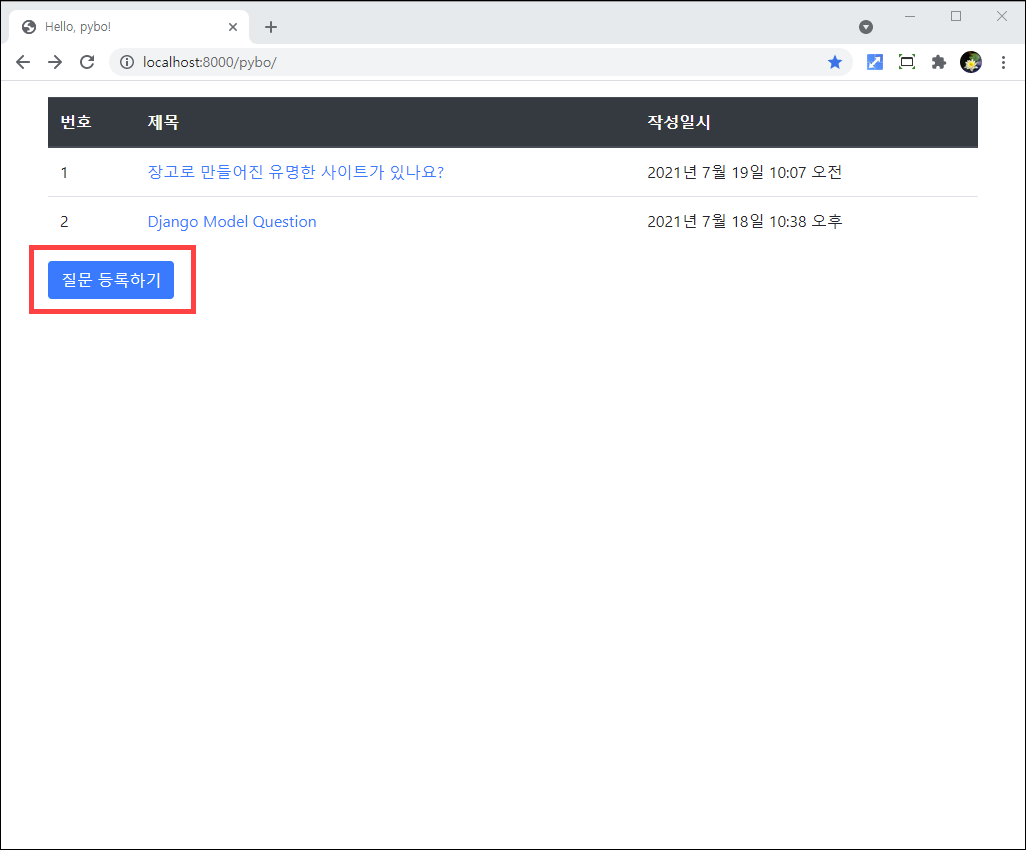 Hello, pybo!
localhost:8000/pybo/
번호 제목 작성일시
1 장고로 만들어진 유명한 사이트가 있나요? 2021년 7월 19일 10:07 오전
2 Django Model Question 2021년 7월 18일 10:38 오후
질문 등록하기